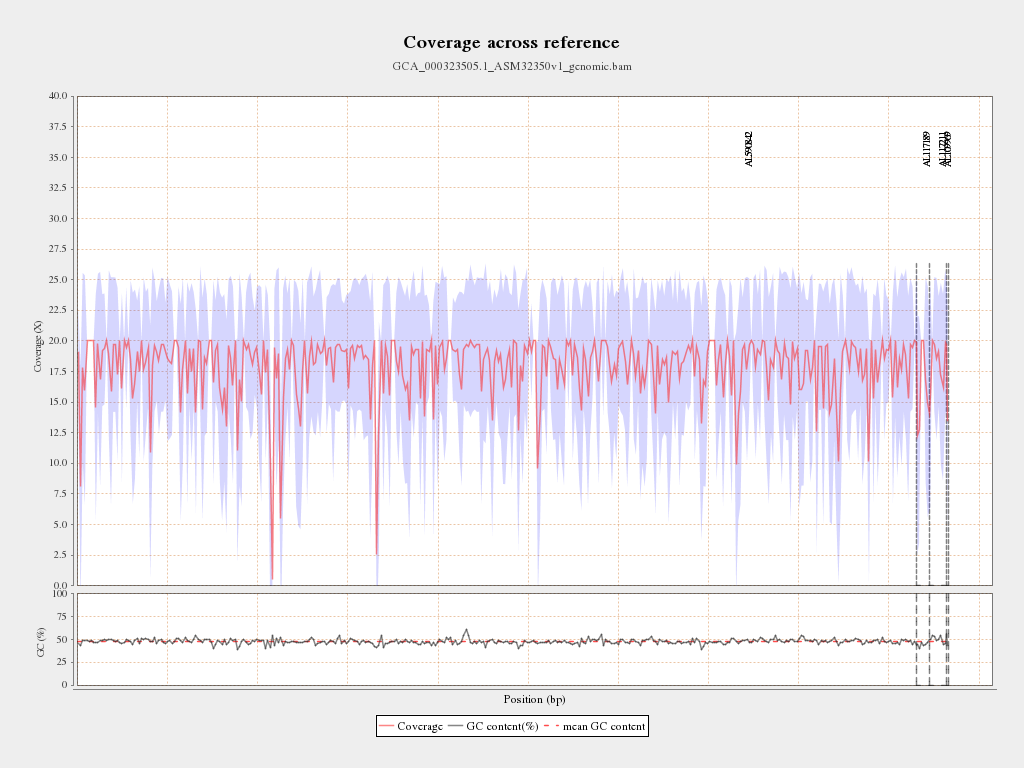 Coverage across reference
GCA_000323505.1_ASM32350v1_genomic.bam
40.0
37.5
35.0
32.5
30.0
27.5
25.0
22.5
20.0
17.5
15.0
12.5
10.0
7.5
5.0
2.5
0.0
Coverage (X)
AL590842
AL117189
AL117211
AL109969
100
75
50
25
0
GC (%)
Position (bp)
Coverage GC content(%) mean GC content